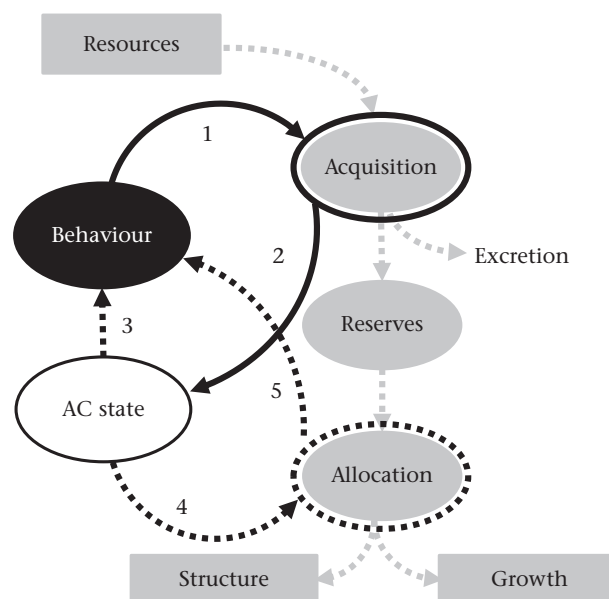 Resources
1
Acquisition
Behaviour
2
Excretion
3
Reserves
AC state
5
Allocation
4
Structure
Growth